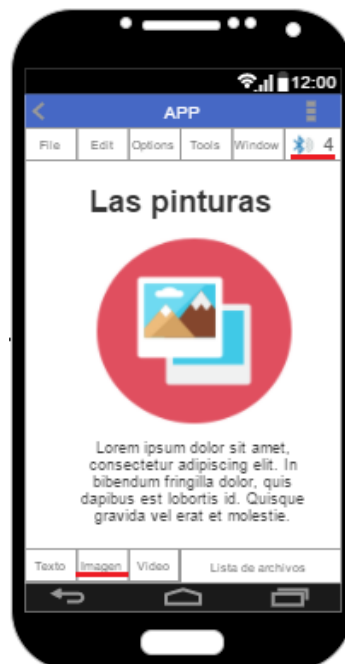 12:00
APP
File Edit Options Tools Window 4
Las pinturas
Lorem ipsum dolor sit amet,
consectetur adipiscing elit. In
bibendum fringilla dolor, quis
dapibus est lobortis id. Quisque
gravida vel erat et molestie.
Texto Imagen Video Lista de archivos